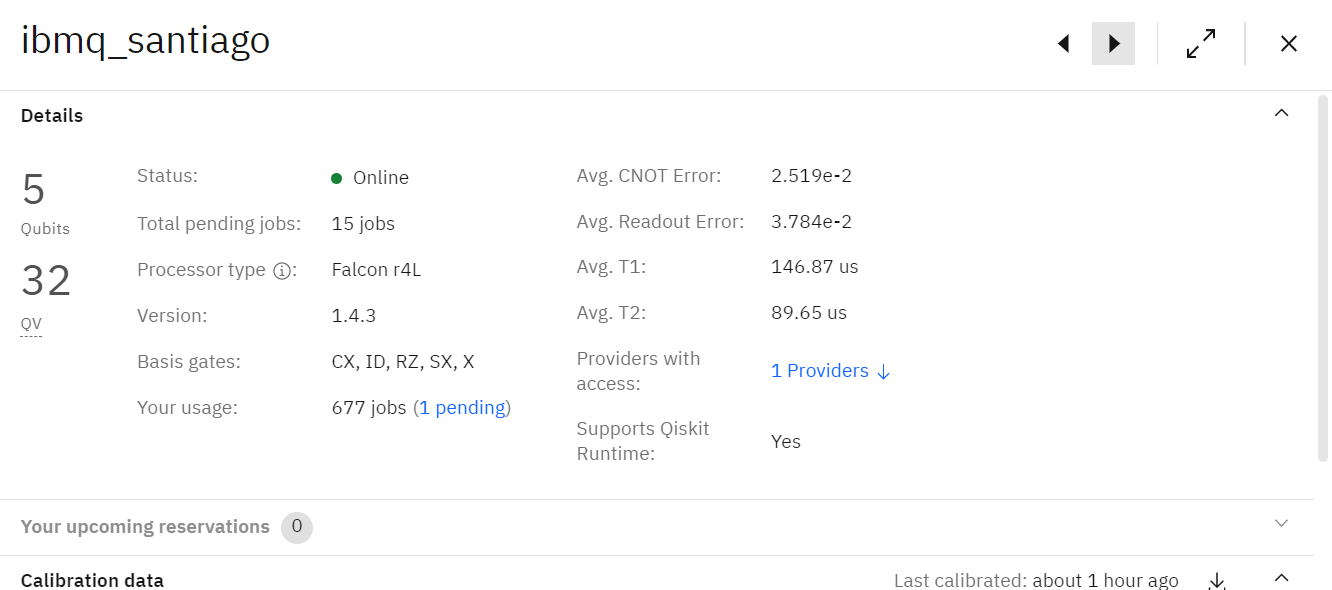 ibmq_santiago
Details
5
Qubits
32
QV
Status: Online
Total pending jobs: 15 jobs
Processor type : Falcon r4L
Version: 1.4.3
Basis gates: CX, ID, RZ, SX, X
Your usage: 677 jobs (1 pending)
Avg. CNOT Error: 2.519e-2
Avg. Readout Error: 3.784e-2
Avg. T1: 146.87 us
Avg. T2: 89.65 us
Providers with
access: 1 Providers ↓
Supports Qiskit
Runtime: Yes
Your upcoming reservations 0
Calibration data
Last calibrated: about 1 hour ago